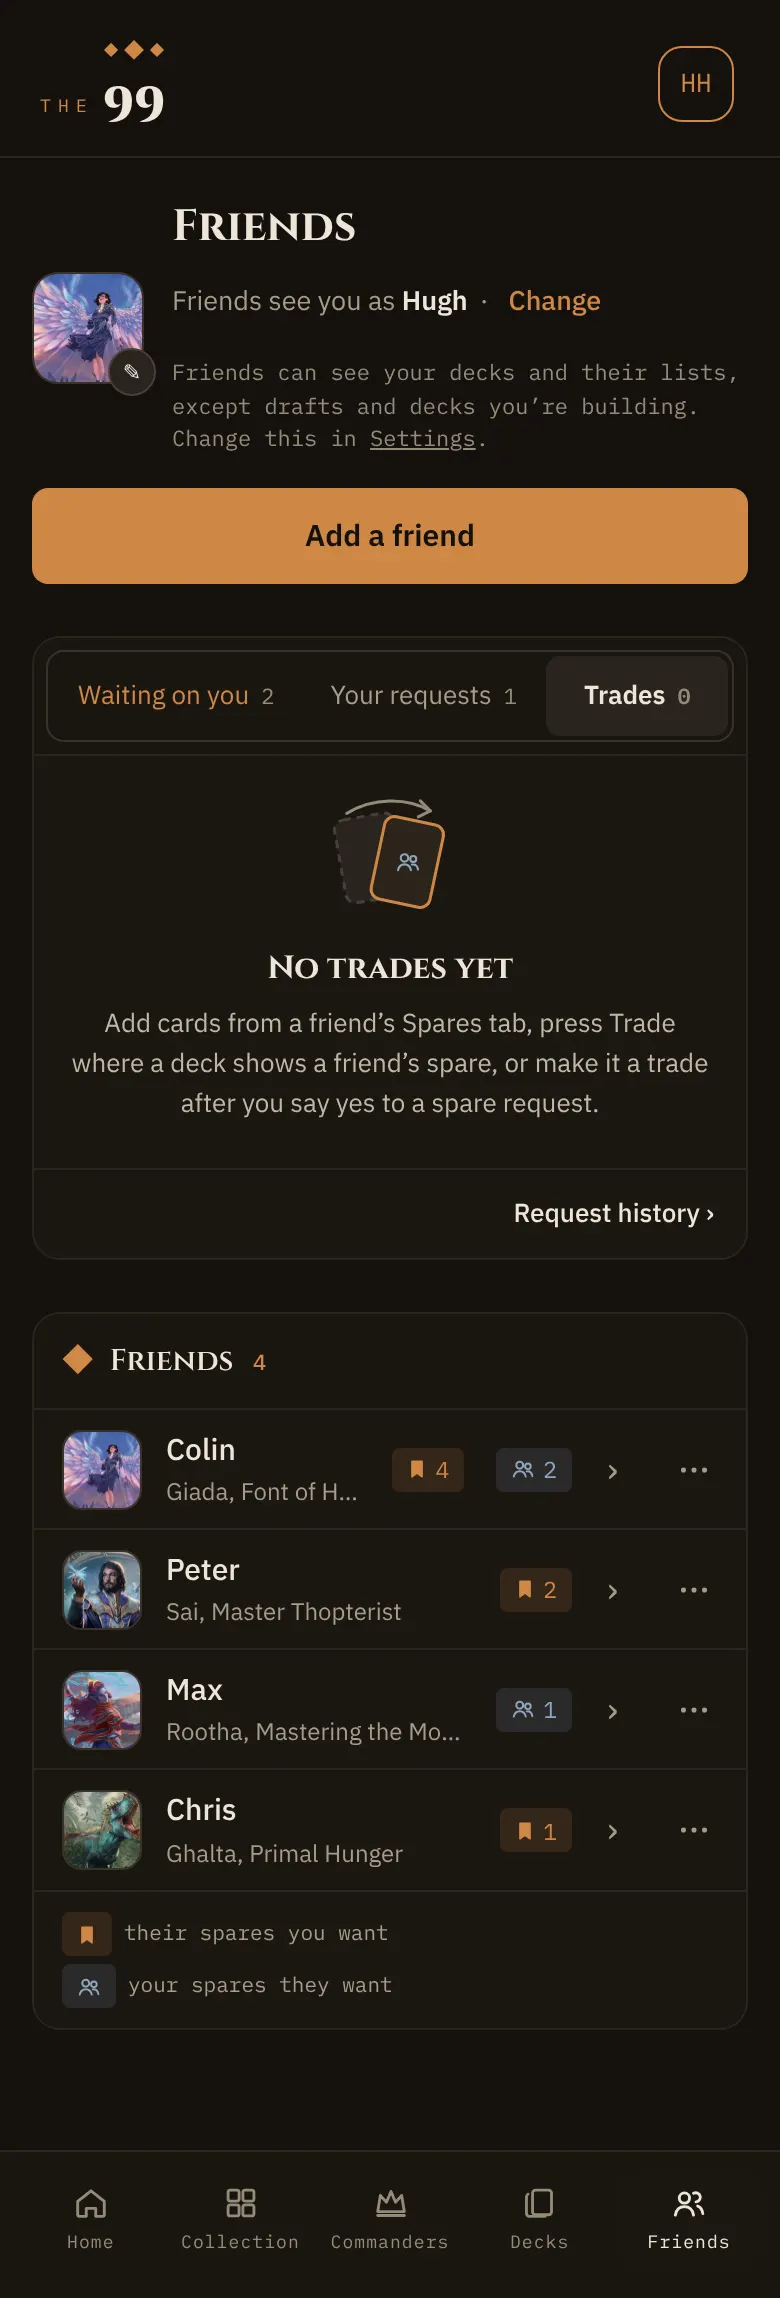 THE 99
HH
Friends
Friends see you as Hugh · Change
Friends can see your decks and their lists,
except drafts and decks you’re building.
Change this in Settings.
Add a friend
Waiting on you 2 Your requests 1 Trades 0
No trades yet
Add cards from a friend’s Spares tab, press Trade
where a deck shows a friend’s spare, or make it a trade
after you say yes to a spare request.
Request history ›
Friends 4
Colin
Giada, Font of H...
4 2
Peter
Sai, Master Thopterist
2
Max
Rootha, Mastering the Mo...
1
Chris
Ghalta, Primal Hunger
1
their spares you want
your spares they want
Home Collection Commanders Decks Friends